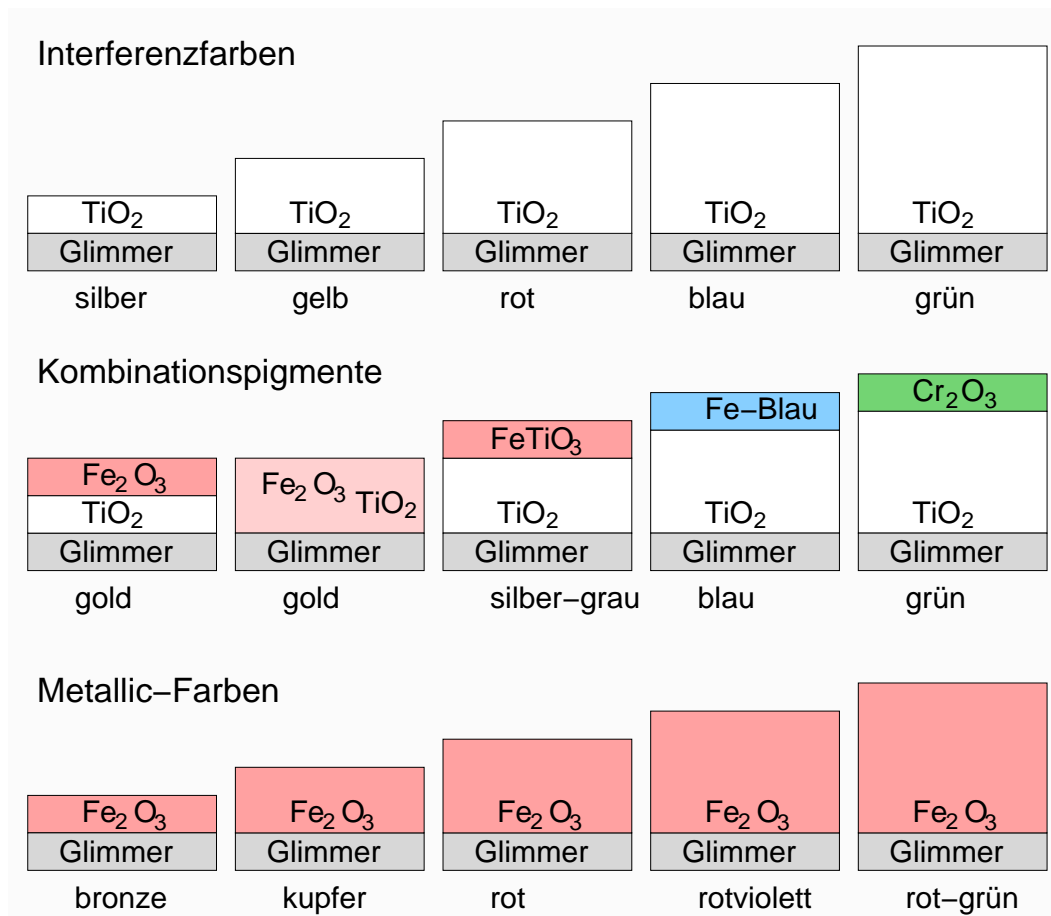 Interferenzfarben
TiO₂ TiO₂ TiO₂ TiO₂ TiO₂
Glimmer Glimmer Glimmer Glimmer Glimmer
silber gelb rot blau grün
Kombinationspigmente
Fe₂O₃ Fe₂O₃ FeTiO₃ Fe–Blau Cr₂O₃
TiO₂ TiO₂ TiO₂ TiO₂ TiO₂
Glimmer Glimmer Glimmer Glimmer Glimmer
gold gold silber–grau blau grün
Metallic–Farben
Fe₂O₃ Fe₂O₃ Fe₂O₃ Fe₂O₃ Fe₂O₃
Glimmer Glimmer Glimmer Glimmer Glimmer
bronze kupfer rot rotviolett rot–grün